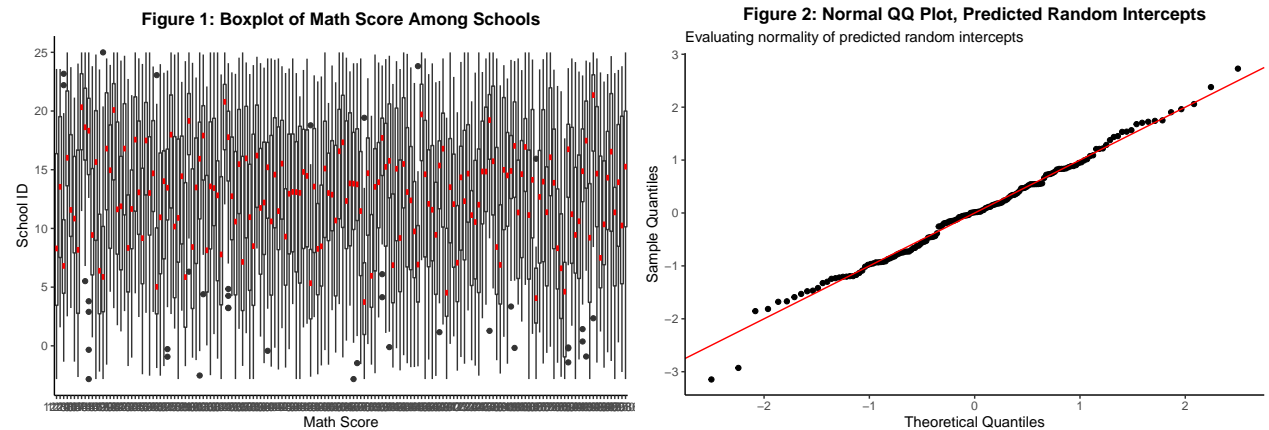 Figure 1: Boxplot of Math Score Among Schools
25
20
15
10
5
0
School ID
Math Score
Figure 2: Normal QQ Plot, Predicted Random Intercepts
Evaluating normality of predicted random intercepts
3
2
1
0
−1
−2
−3
Sample Quantiles
−2 −1 0 1 2
Theoretical Quantiles